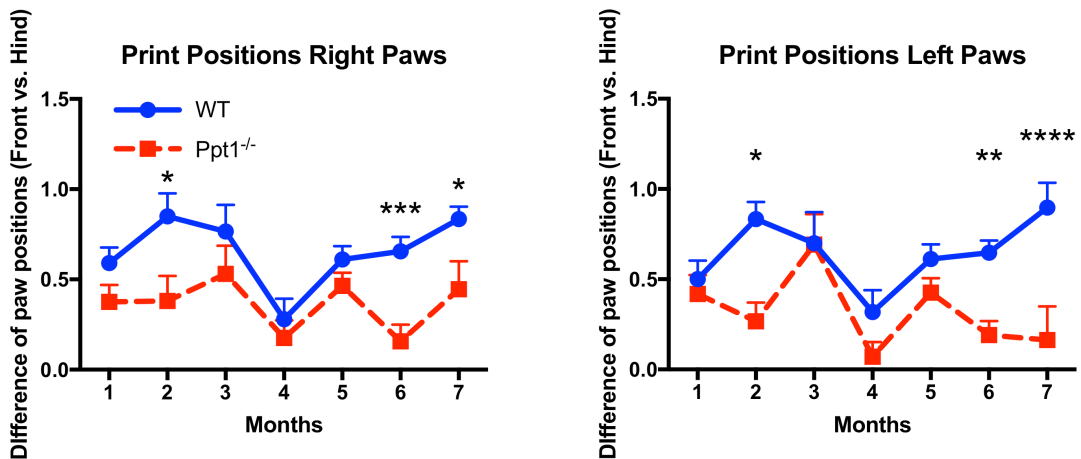 Print Positions Right Paws
DIfference of paw positions (Front vs. Hind)
1.5
1.0
0.5
0.0
WT
Ppt1-/-
*
***
*
1 2 3 4 5 6 7
Months
Print Positions Left Paws
DIfference of paw positions (Front vs. Hind)
1.5
1.0
0.5
0.0
*
**
****
1 2 3 4 5 6 7
Months